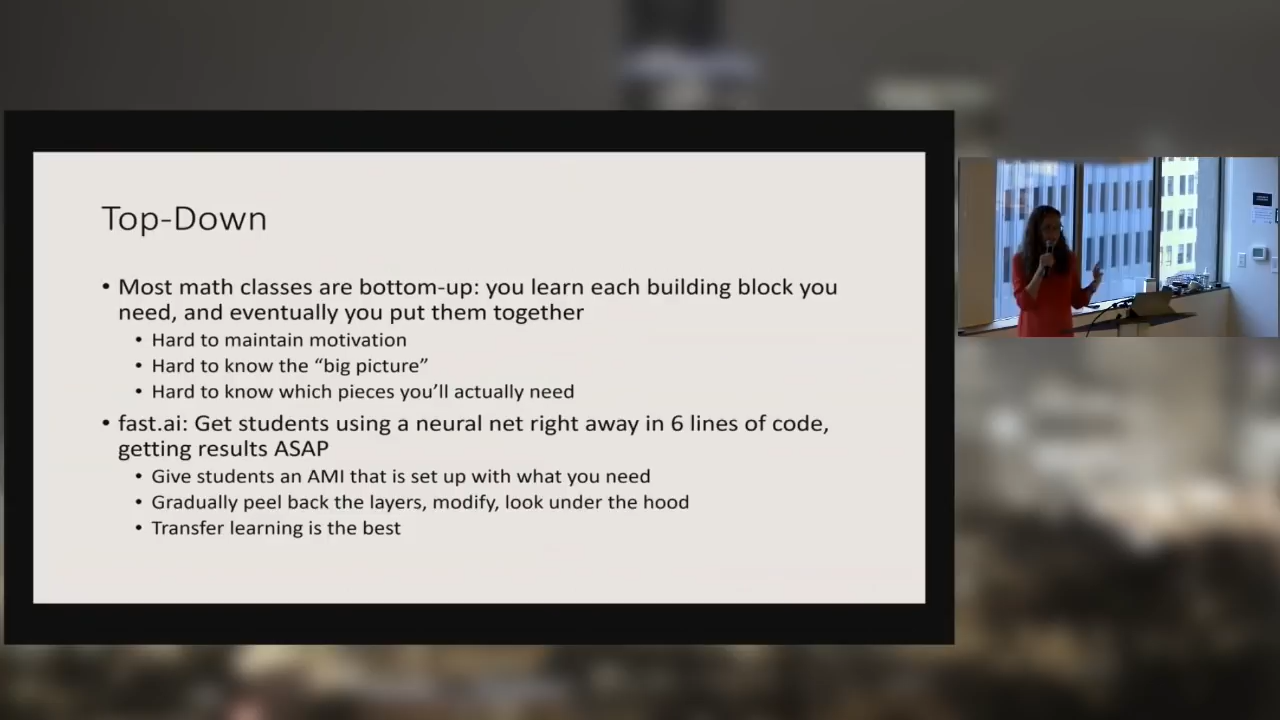 Top-Down
• Most math classes are bottom-up: you learn each building block you
need, and eventually you put them together
• Hard to maintain motivation
• Hard to know the “big picture”
• Hard to know which pieces you’ll actually need
• fast.ai: Get students using a neural net right away in 6 lines of code,
getting results ASAP
• Give students an AMI that is set up with what you need
• Gradually peel back the layers, modify, look under the hood
• Transfer learning is the best